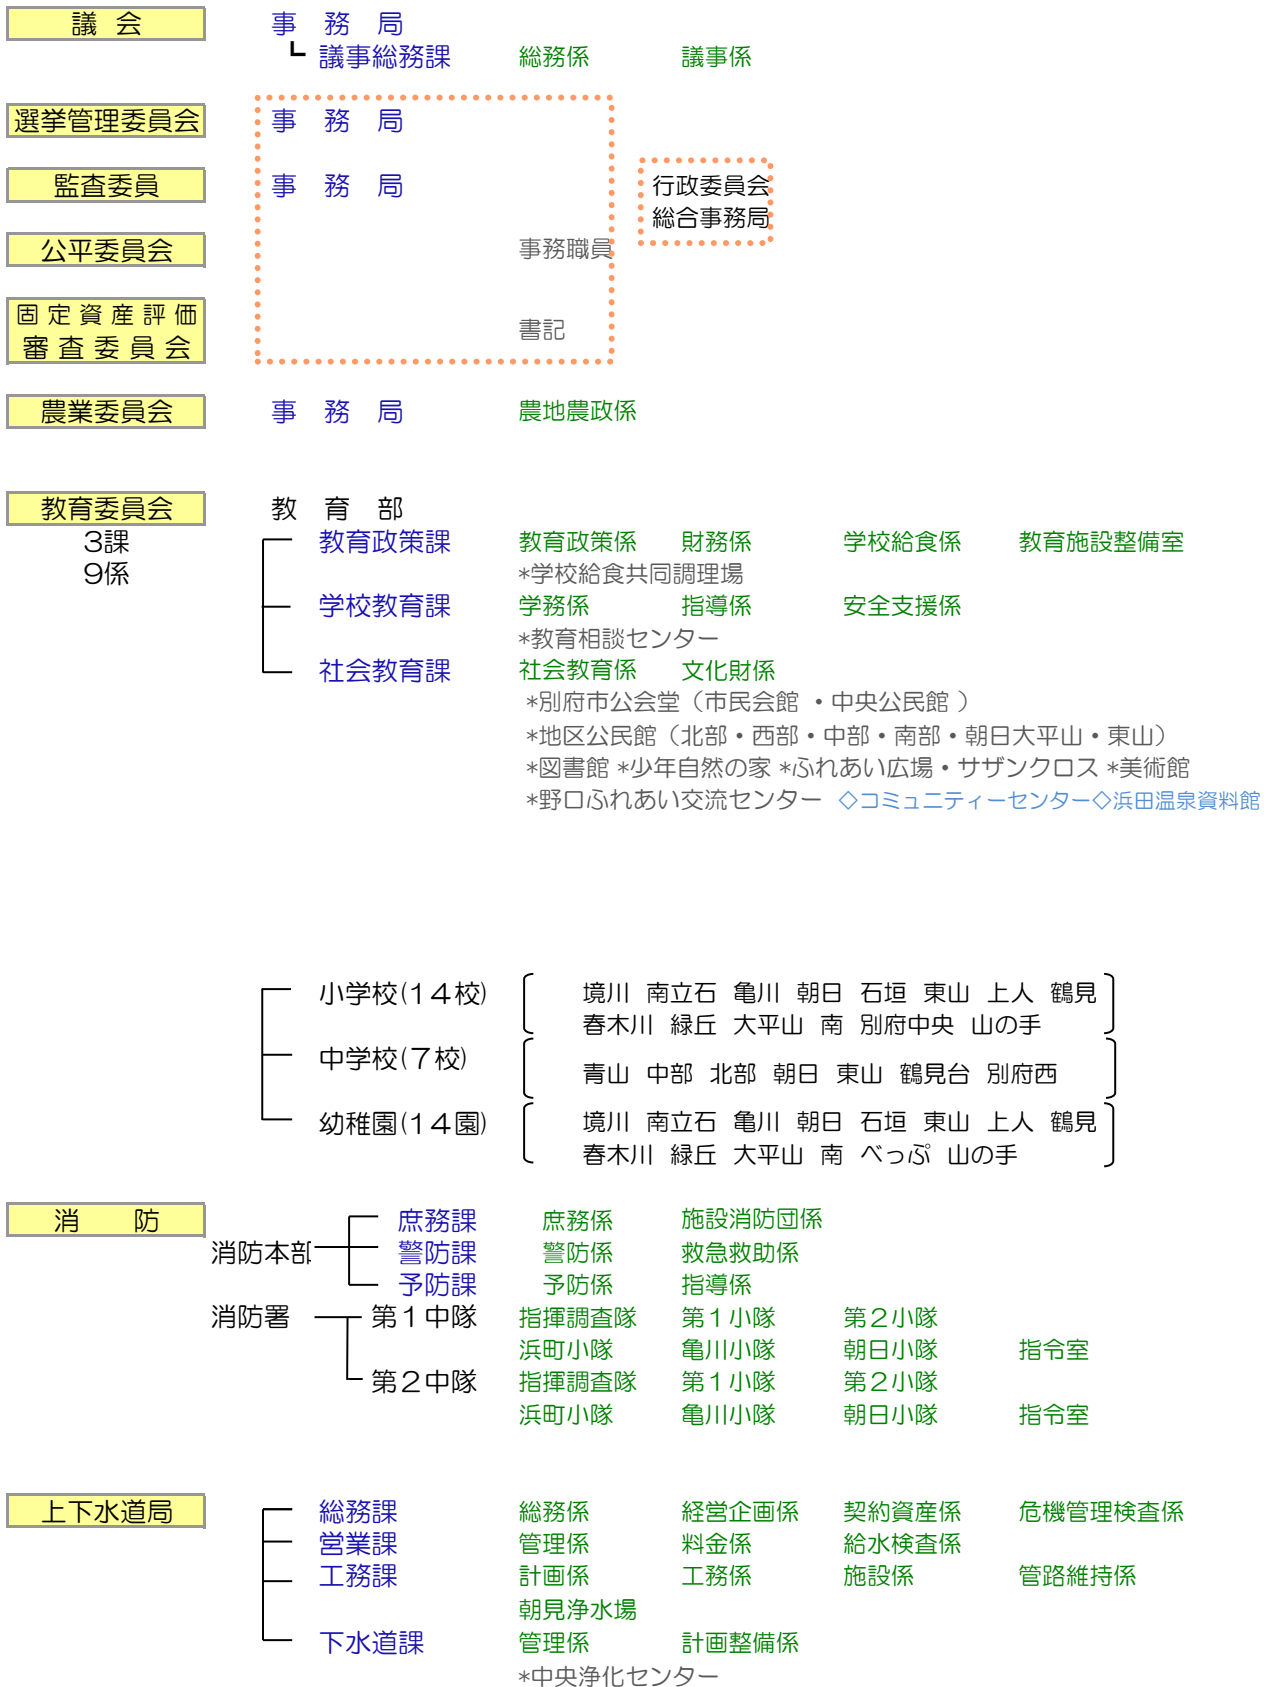 議 会　事 務 局
議事総務課　総務係　議事係
選挙管理委員会　事 務 局
監査委員　事 務 局　行政委員会
総合事務局
公平委員会　事務職員
固 定 資 産 評 価
審 査 委 員 会　書記
農業委員会　事 務 局　農地農政係
教育委員会　教 育 部
3課　教育政策課　教育政策係　財務係　学校給食係　教育施設整備室
9係　*学校給食共同調理場
学校教育課　学務係　指導係　安全支援係
*教育相談センター
社会教育課　社会教育係　文化財係
*別府市公会堂（市民会館 ・中央公民館 ）
*地区公民館（北部・西部・中部・南部・朝日大平山・東山）
*図書館 *少年自然の家 *ふれあい広場・サザンクロス *美術館
*野口ふれあい交流センター ◇コミュニティーセンター◇浜田温泉資料館
小学校(１４校)　境川 南立石 亀川 朝日 石垣 東山 上人 鶴見
春木川 緑丘 大平山 南 別府中央 山の手
中学校(７校)　青山 中部 北部 朝日 東山 鶴見台 別府西
幼稚園(１４園)　境川 南立石 亀川 朝日 石垣 東山 上人 鶴見
春木川 緑丘 大平山 南 べっぷ 山の手
消 防　庶務課　庶務係　施設消防団係
消防本部　警防課　警防係　救急救助係
予防課　予防係　指導係
消防署　第１中隊　指揮調査隊　第１小隊　第２小隊
浜町小隊　亀川小隊　朝日小隊　指令室
第２中隊　指揮調査隊　第１小隊　第２小隊
浜町小隊　亀川小隊　朝日小隊　指令室
上下水道局　総務課　総務係　経営企画係　契約資産係　危機管理検査係
営業課　管理係　料金係　給水検査係
工務課　計画係　工務係　施設係　管路維持係
朝見浄水場
下水道課　管理係　計画整備係
*中央浄化センター